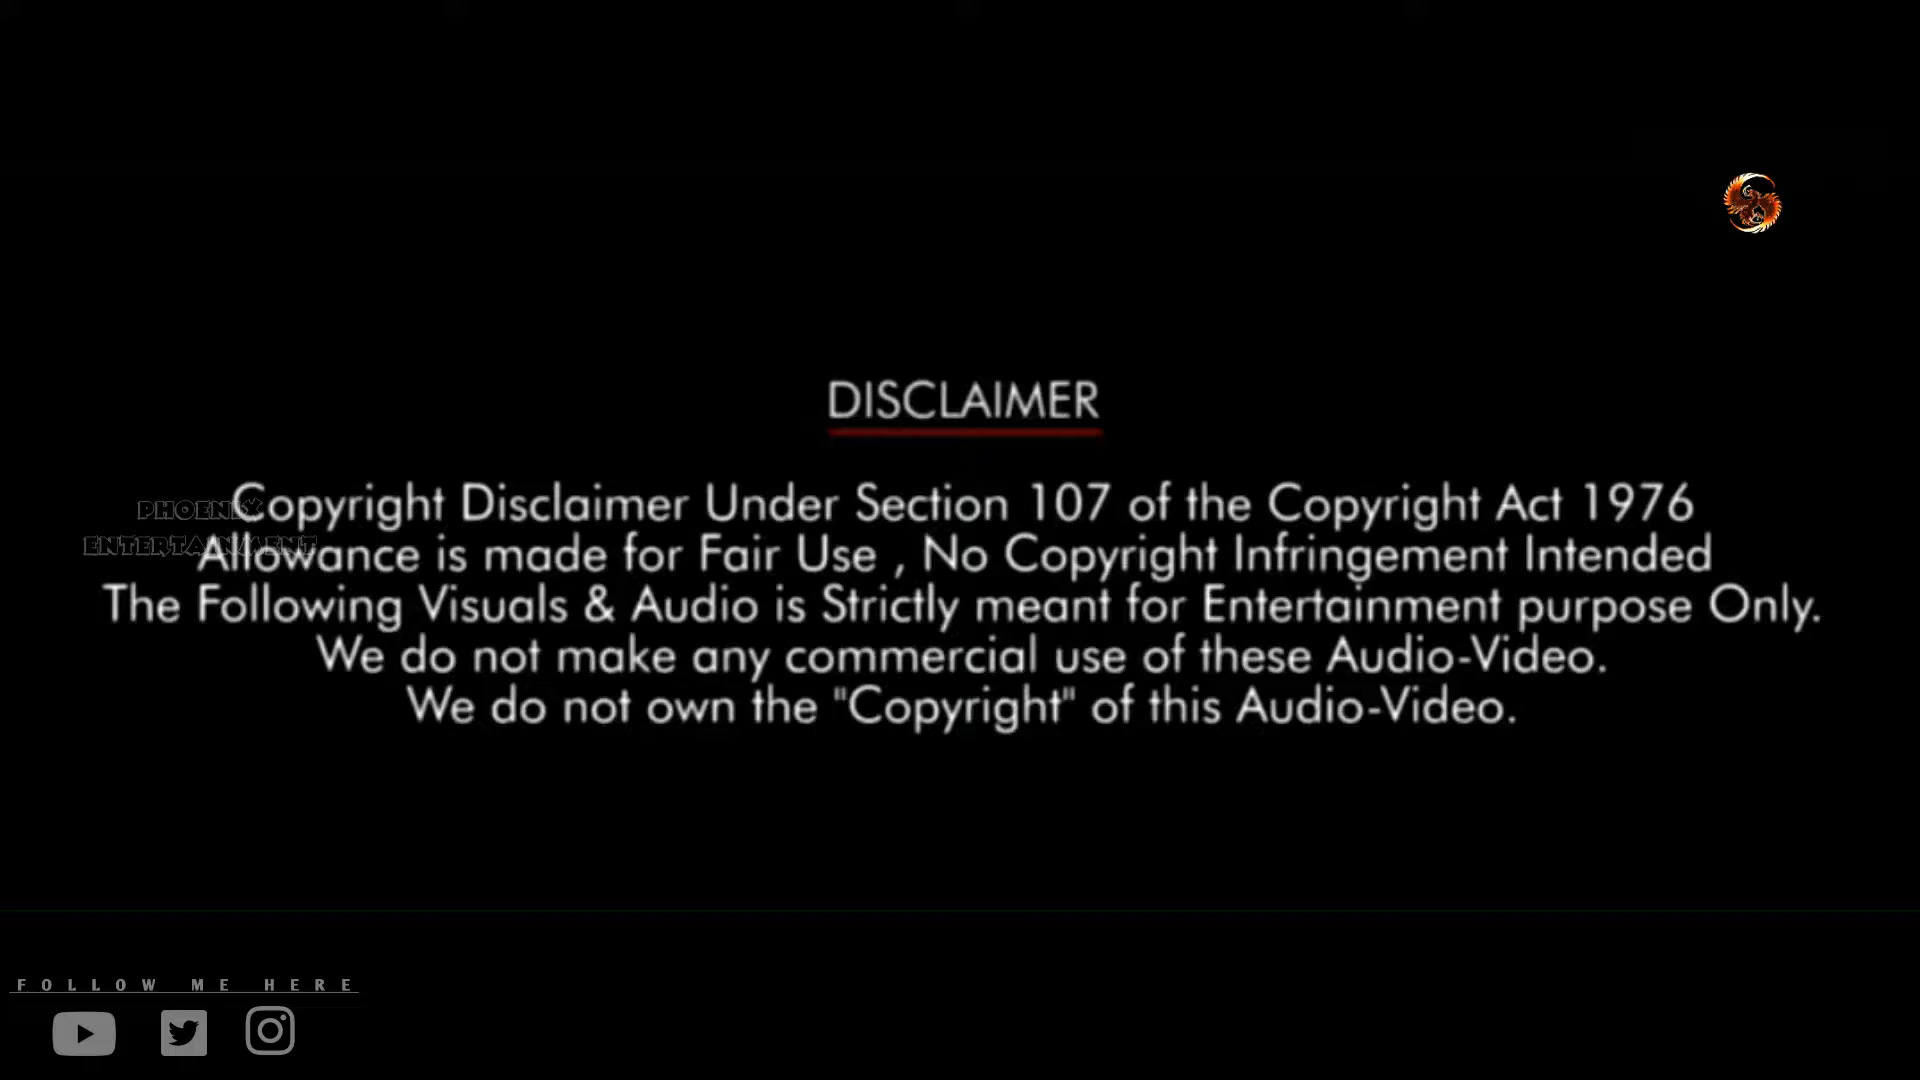 DISCLAIMER
PHOENIX
ENTERTAINMENT
Copyright Disclaimer Under Section 107 of the Copyright Act 1976
Allowance is made for Fair Use , No Copyright Infringement Intended
The Following Visuals & Audio is Strictly meant for Entertainment purpose Only.
We do not make any commercial use of these Audio-Video.
We do not own the "Copyright" of this Audio-Video.
FOLLOW ME HERE